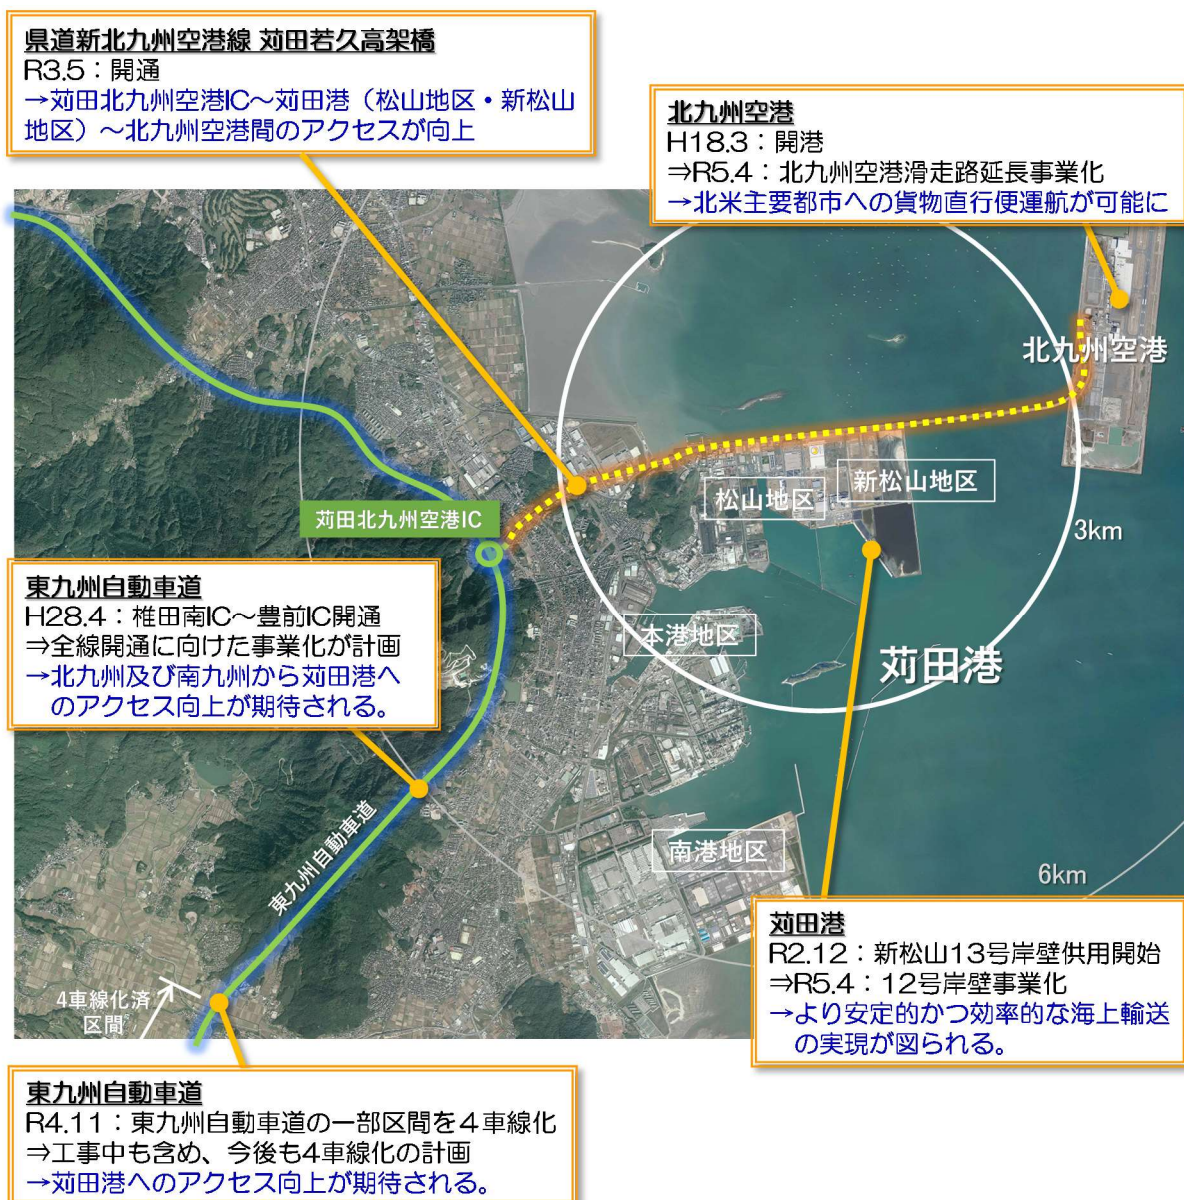 県道新北九州空港線 苅田若久高架橋
R3.5：開通
→苅田北九州空港IC～苅田港（松山地区・新松山
地区）～北九州空港間のアクセスが向上
北九州空港
H18.3：開港
⇒R5.4：北九州空港滑走路延長事業化
→北米主要都市への貨物直行便運航が可能に
北九州空港
新松山地区
松山地区
苅田北九州空港IC
3km
東九州自動車道
H28.4：椎田南IC～豊前IC開通
⇒全線開通に向けた事業化が計画
→北九州及び南九州から苅田港へ
のアクセス向上が期待される。
本港地区
苅田港
東九州自動車道
南港地区
6km
苅田港
R2.12：新松山13号岸壁供用開始
⇒R5.4：12号岸壁事業化
→より安定的かつ効率的な海上輸送
の実現が図られる。
4車線化済
区間
東九州自動車道
R4.11：東九州自動車道の一部区間を４車線化
⇒工事中も含め、今後も4車線化の計画
→苅田港へのアクセス向上が期待される。